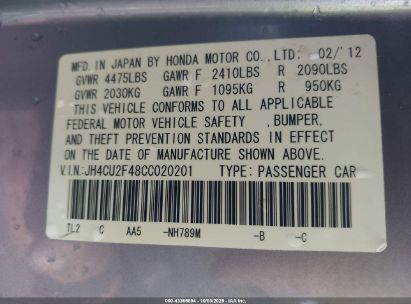 MFD. IN JAPAN BY HONDA MOTOR CO., LTD. 02/'12
GVWR 4475LBS GAWR F 2410LBS R 2090LBS
GVWR 2030KG GAWR F 1095KG R 950KG
THIS VEHICLE CONFORMS TO ALL APPLICABLE
FEDERAL MOTOR VEHICLE SAFETY , BUMPER,
AND THEFT PREVENTION STANDARDS IN EFFECT
ON THE DATE OF MANUFACTURE SHOWN ABOVE.
V.I.N:JH4CU2F48CC020201 TYPE: PASSENGER CAR
TL2 C AA5 -NH789M -B -C